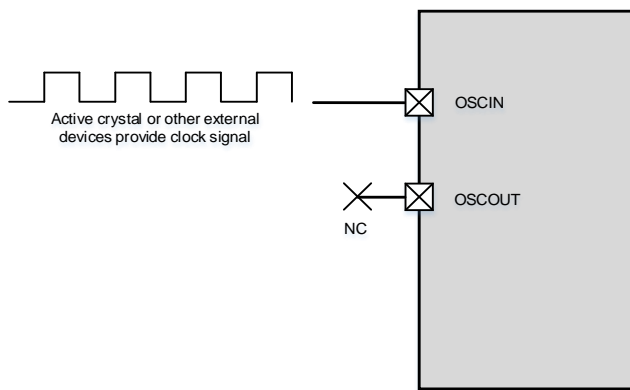 OSCIN
Active crystal or other external
devices provide clock signal
OSCOUT
NC